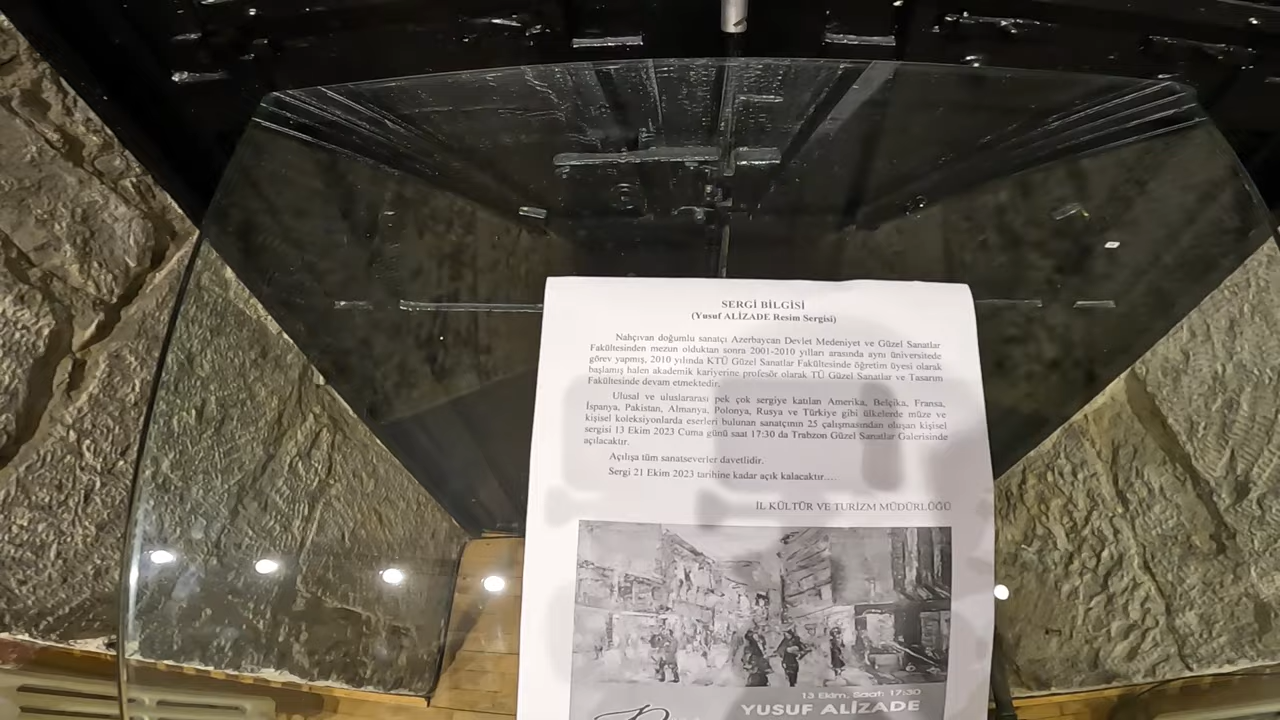 SERGİ BİLGİSİ
(Yusuf ALİZADE Resim Sergisi)
Nahçıvan doğumlu sanatçı Azerbaycan Devlet Medeniyet ve Güzel Sanatlar
Fakültesinden mezun olduktan sonra 2001-2010 yılları arasında aynı üniversitede
görev yapmış, 2010 yılında KTÜ Güzel Sanatlar Fakültesinde öğretim üyesi olarak
başlamış halen akademik kariyerine profesör olarak TÜ Güzel Sanatlar ve Tasarım
Fakültesinde devam etmektedir.
Ulusal ve uluslararası pek çok sergiye katılan Amerika, Belçika, Fransa,
İspanya, Pakistan, Almanya, Polonya, Rusya ve Türkiye gibi ülkelerde müze ve
kişisel koleksiyonlarda eserleri bulunan sanatçının 25 çalışmasından oluşan kişisel
sergisi 13 Ekim 2023 Cuma günü saat 17:30 da Trabzon Güzel Sanatlar Galerisinde
açılacaktır.
Açılışa tüm sanatseverler davetlidir.
Sergi 21 Ekim 2023 tarihine kadar açık kalacaktır....
İL KÜLTÜR VE TURİZM MÜDÜRLÜĞÜ
13 Ekim, Saat: 17:30
YUSUF ALİZADE